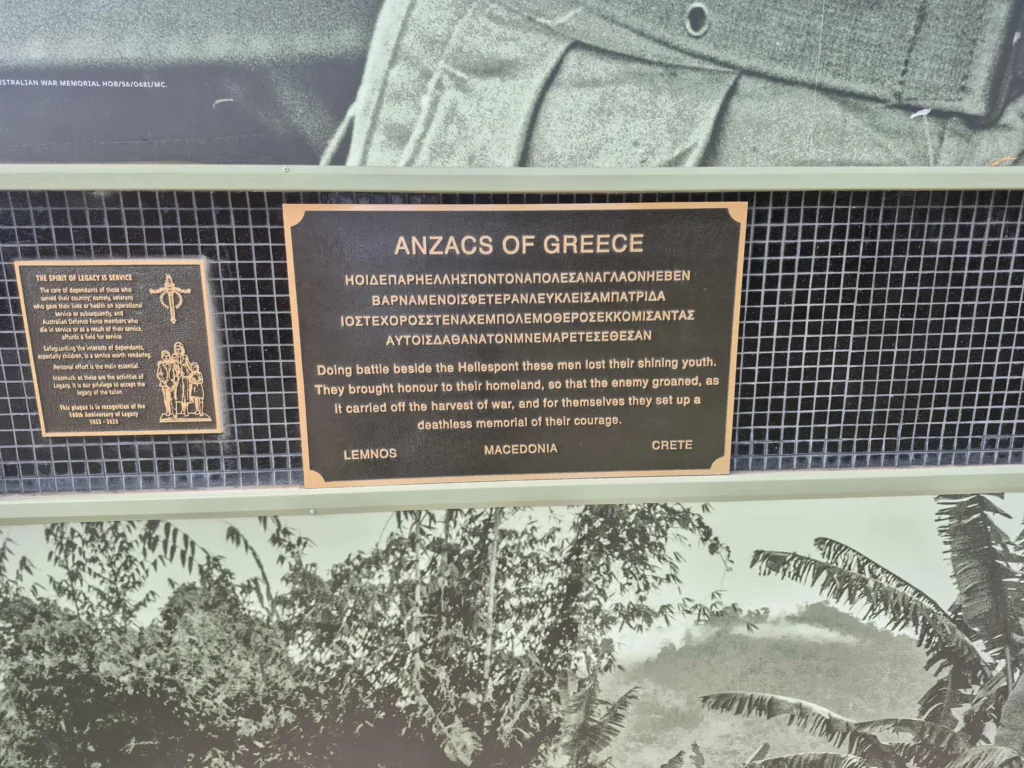 AUSTRALIAN WAR MEMORIAL HOB/56/0681/MC.
THE SPIRIT OF LEGACY IS SERVICE
The care of dependants of those who
served their country; namely, veterans
who gave their lives or health on operational
service or subsequently, and
Australian Defence Force members who
die in service or as a result of their service,
affords a field for service.
Safeguarding the interests of dependants,
especially children, is a service worth rendering.
Personal effort is the main essential.
Inasmuch as these are the activities of
Legacy, it is our privilege to accept the
legacy of the fallen.
This plaque is in recognition of the
100th Anniversary of Legacy
1923 - 2023
ANZACS OF GREECE
ΗΟΙΔΕΠΑΡΗΕΛΛΗΣΠΟΝΤΟΝΑΠΟΛΕΣΑΝΑΓΛΑΟΝΗΕΒΕΝ
ΒΑΡΝΑΜΕΝΟΙΣΦΕΤΕΡΑΝΛΕΥΚΛΕΙΣΑΜΠΑΤΡΙΔΑ
ΙΟΣΤΕΧΟΡΟΣΣΤΕΝΑΧΕΜΠΟΛΕΜΟΘΕΡΟΣΕΚΚΟΜΙΣΑΝΤΑΣ
ΑΥΤΟΙΣΔΑΘΑΝΑΤΟΝΜΝΕΜΑΡΕΤΕΣΕΘΕΣΑΝ
Doing battle beside the Hellespont these men lost their shining youth.
They brought honour to their homeland, so that the enemy groaned, as
it carried off the harvest of war, and for themselves they set up a
deathless memorial of their courage.
LEMNOS MACEDONIA CRETE